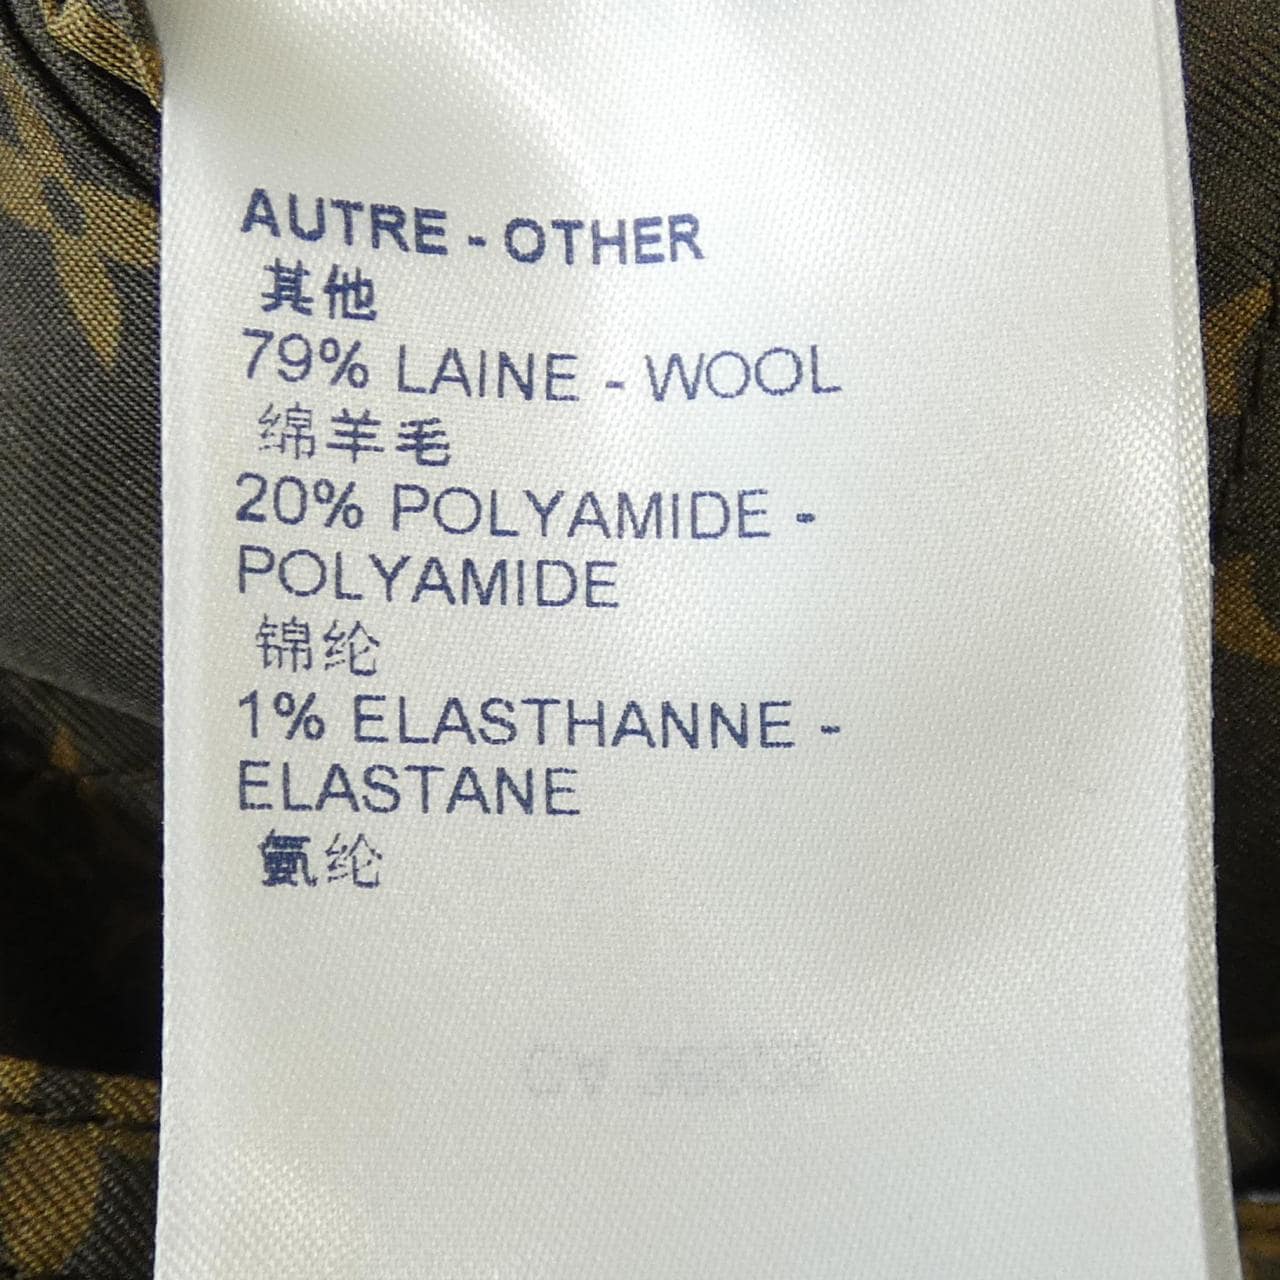 AUTRE - OTHER
其他
79% LAINE - WOOL
绵羊毛
20% POLYAMIDE -
POLYAMIDE
锦纶
1% ELASTHANNE -
ELASTANE
氨纶